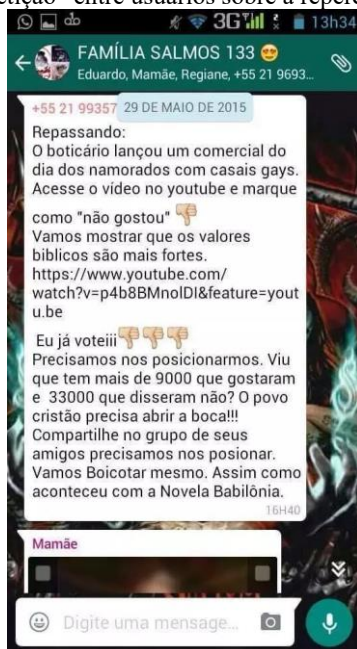 entre usuários sobre a
3G 13h34
FAMÍLIA SALMOS 133
Eduardo, Mamãe, Regiane, +55 21 9693...
+55 21 99357
29 DE MAIO DE 2015
Repassando:
O boticário lançou um comercial do
dia dos namorados com casais gays.
Acesse o vídeo no youtube e marque
como "não gostou" 👎
Vamos mostrar que os valores
biblicos são mais fortes.
https://www.youtube.com/
watch?v=p4b8BMnolDI&feature=yout
u.be
Eu já voteiii👎👎👎
Precisamos nos posicionarmos. Viu
que tem mais de 9000 que gostaram
e 33000 que disseram não? O povo
cristão precisa abrir a boca!!!
Compartilhe no grupo de seus
amigos precisamos nos posionar.
Vamos Boicotar mesmo. Assim como
aconteceu com a Novela Babilônia.
16H40
Mamãe
Digite uma mensage...